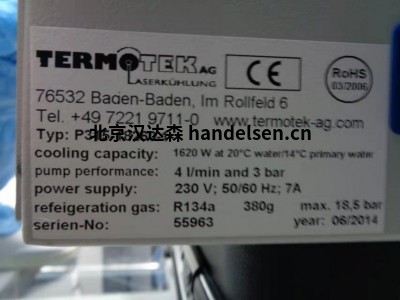 TERMOTEK AG
LASERKÜHLUNG
CE
RoHS
03/2006
76532 Baden-Baden, Im Rollfeld 6
Tel. +49 7221 9711-0 www.termotek-ag.com
Typ:
北京汉达森 handelsen.cn
cooling capacity: 1620 W at 20°C water/14°C primary water
pump performance: 4 l/min and 3 bar
power supply: 230 V; 50/60 Hz; 7A
refeigeration gas: R134a 380g max. 18,5 bar
serien-No: 55963 year: 06/2014